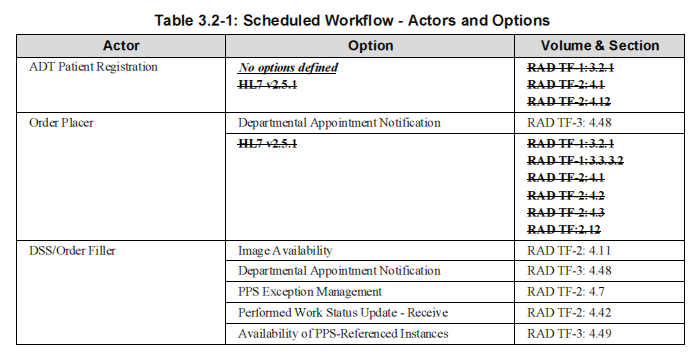 Table 3.2-1: Scheduled Workflow - Actors and Options
Actor Option Volume & Section
ADT Patient Registration No options defined RAD TF-1:3.2.1
HL7 v2.5.1 RAD TF-2:4.1
RAD TF-2:4.12
Order Placer Departmental Appointment Notification RAD TF-3: 4.48
HL7 v2.5.1 RAD TF-1:3.2.1
RAD TF-1:3.3.3.2
RAD TF-2:4.1
RAD TF-2:4.2
RAD TF-2:4.3
RAD TF:2.12
DSS/Order Filler Image Availability RAD TF-2: 4.11
Departmental Appointment Notification RAD TF-3: 4.48
PPS Exception Management RAD TF-2: 4.7
Performed Work Status Update - Receive RAD TF-2: 4.42
Availability of PPS-Referenced Instances RAD TF-3: 4.49